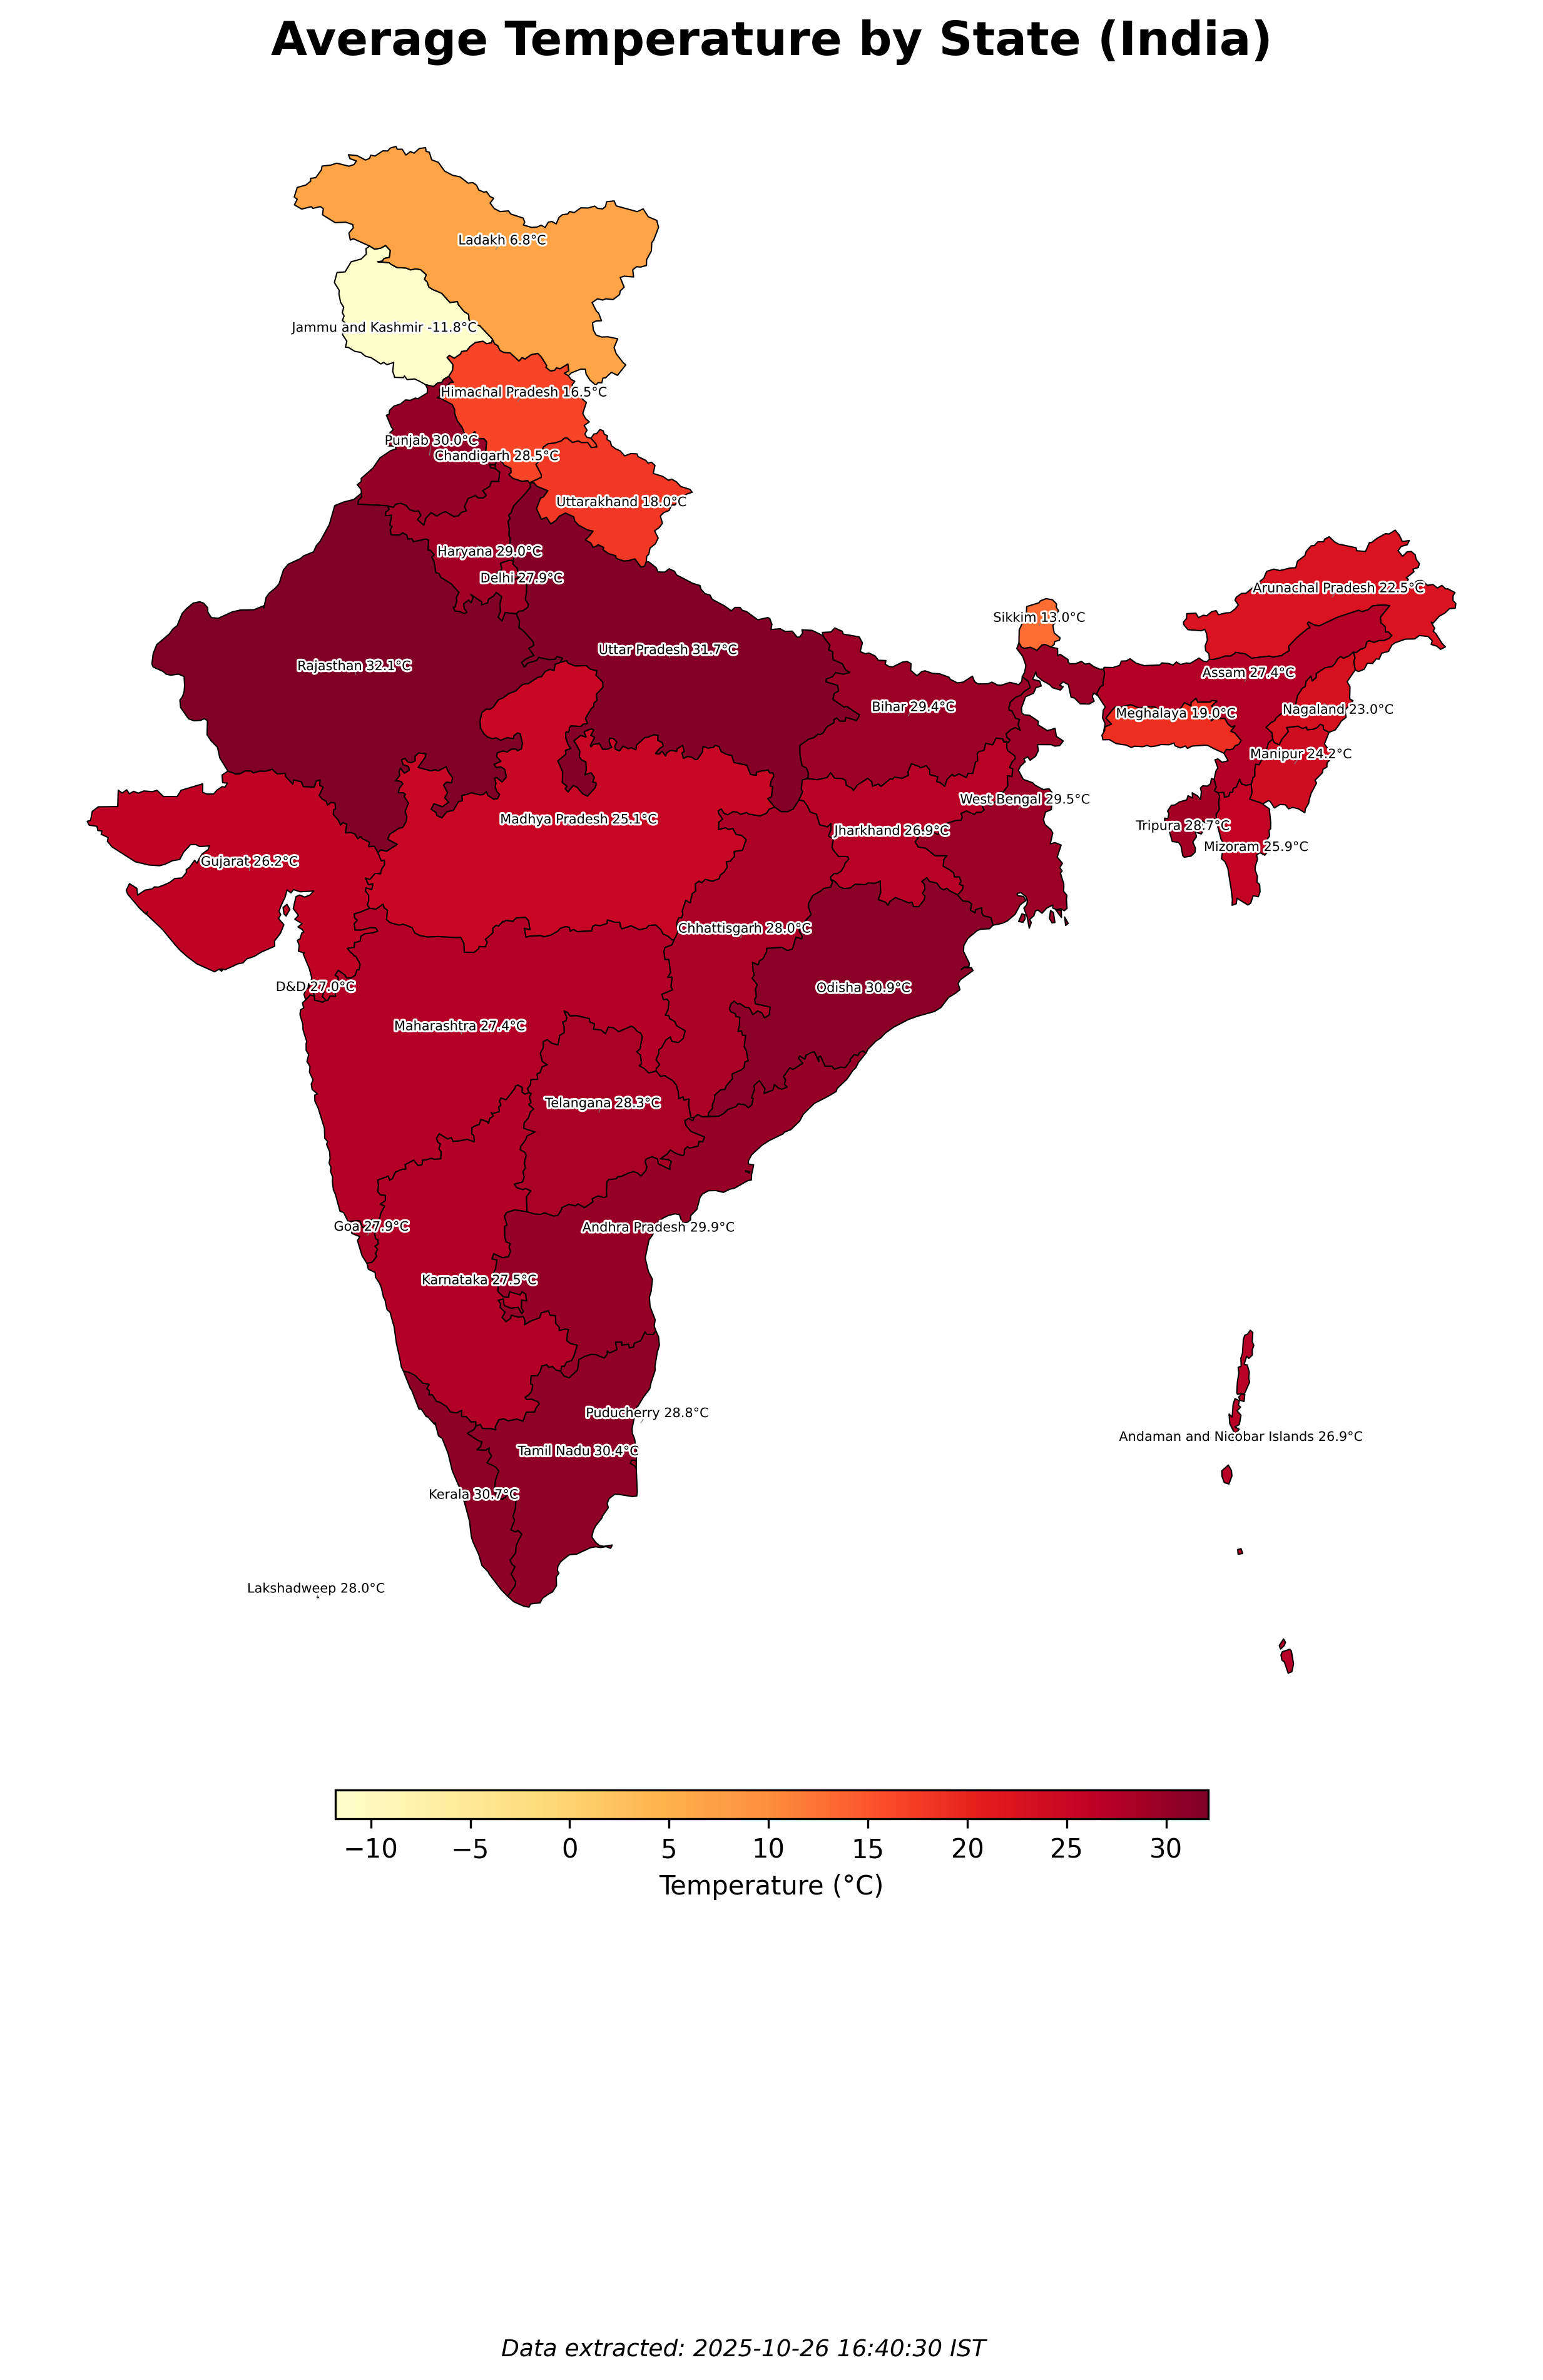 Average Temperature by State (India)
Ladakh 6.8°C
Jammu and Kashmir -11.8°C
Himachal Pradesh 16.5°C
Punjab 30.0°C
Chandigarh 28.5°C
Uttarakhand 18.0°C
Haryana 29.0°C
Delhi 27.9°C
Arunachal Pradesh 22.5°C
Sikkim 13.0°C
Uttar Pradesh 31.7°C
Rajasthan 32.1°C
Assam 27.4°C
Bihar 29.4°C
Meghalaya 19.0°C
Nagaland 23.0°C
Manipur 24.2°C
West Bengal 29.5°C
Madhya Pradesh 25.1°C
Tripura 28.7°C
Jharkhand 26.9°C
Mizoram 25.9°C
Gujarat 26.2°C
Chhattisgarh 28.0°C
D&D 27.0°C
Odisha 30.9°C
Maharashtra 27.4°C
Telangana 28.3°C
Goa 27.9°C
Andhra Pradesh 29.9°C
Karnataka 27.5°C
Puducherry 28.8°C
Andaman and Nicobar Islands 26.9°C
Tamil Nadu 30.4°C
Kerala 30.7°C
Lakshadweep 28.0°C
−10 −5 0 5 10 15 20 25 30
Temperature (°C)
Data extracted: 2025-10-26 16:40:30 IST